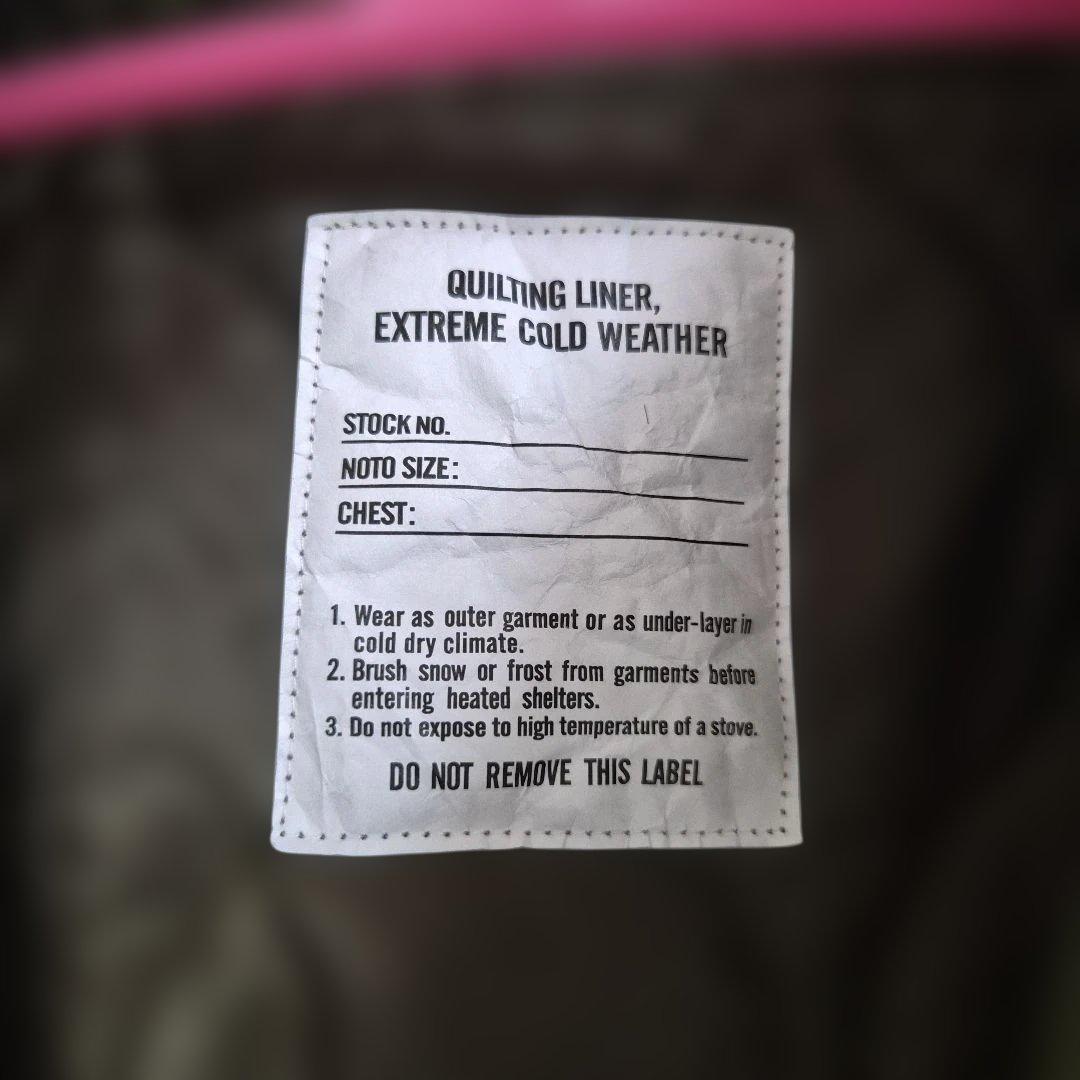 QUILTING LINER,
EXTREME COLD WEATHER
STOCK NO.
NOTO SIZE:
CHEST:
1. Wear as outer garment or as under-layer in
cold dry climate.
2. Brush snow or frost from garments before
entering heated shelters.
3. Do not expose to high temperature of a stove.
DO NOT REMOVE THIS LABEL